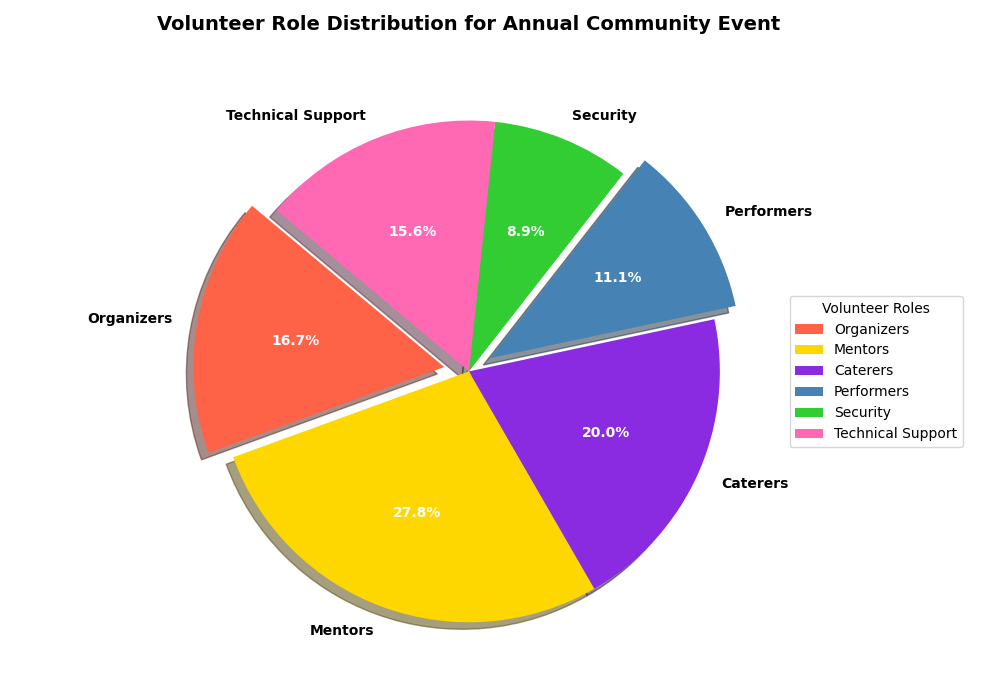 Volunteer Role Distribution for Annual Community Event
Technical Support
Security
Performers
Organizers
Mentors
Caterers
15.6%
8.9%
11.1%
16.7%
20.0%
27.8%
Volunteer Roles
Organizers
Mentors
Caterers
Performers
Security
Technical Support